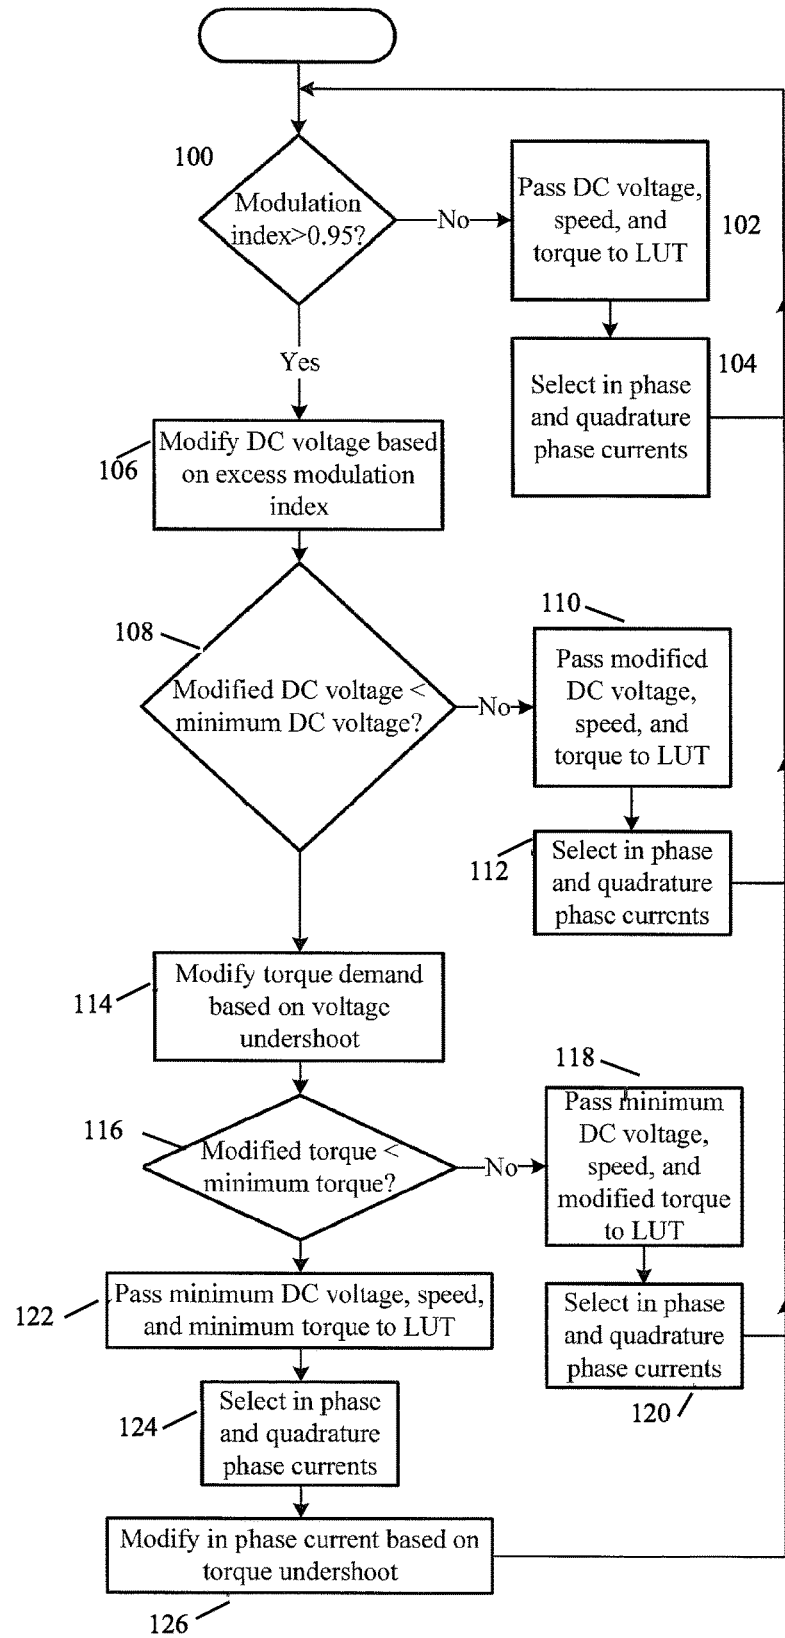 100
Modulation
index>0.95?
No
Pass DC voltage,
speed, and
torque to LUT
102
Yes
Select in phase
and quadrature
phase currents
104
Modify DC voltage based
on excess modulation
index
106
108
Modified DC voltage <
minimum DC voltage?
No
110
Pass modified
DC voltage,
speed, and
torque to LUT
112
Select in phase
and quadrature
phase currents
114
Modify torque demand
based on voltage
undershoot
116
Modified torque <
minimum torque?
No
118
Pass minimum
DC voltage,
speed, and
modified torque
to LUT
Select in phase
and quadrature
phase currents
120
122
Pass minimum DC voltage, speed,
and minimum torque to LUT
124
Select in phase
and quadrature
phase currents
Modify in phase current based on
torque undershoot
126